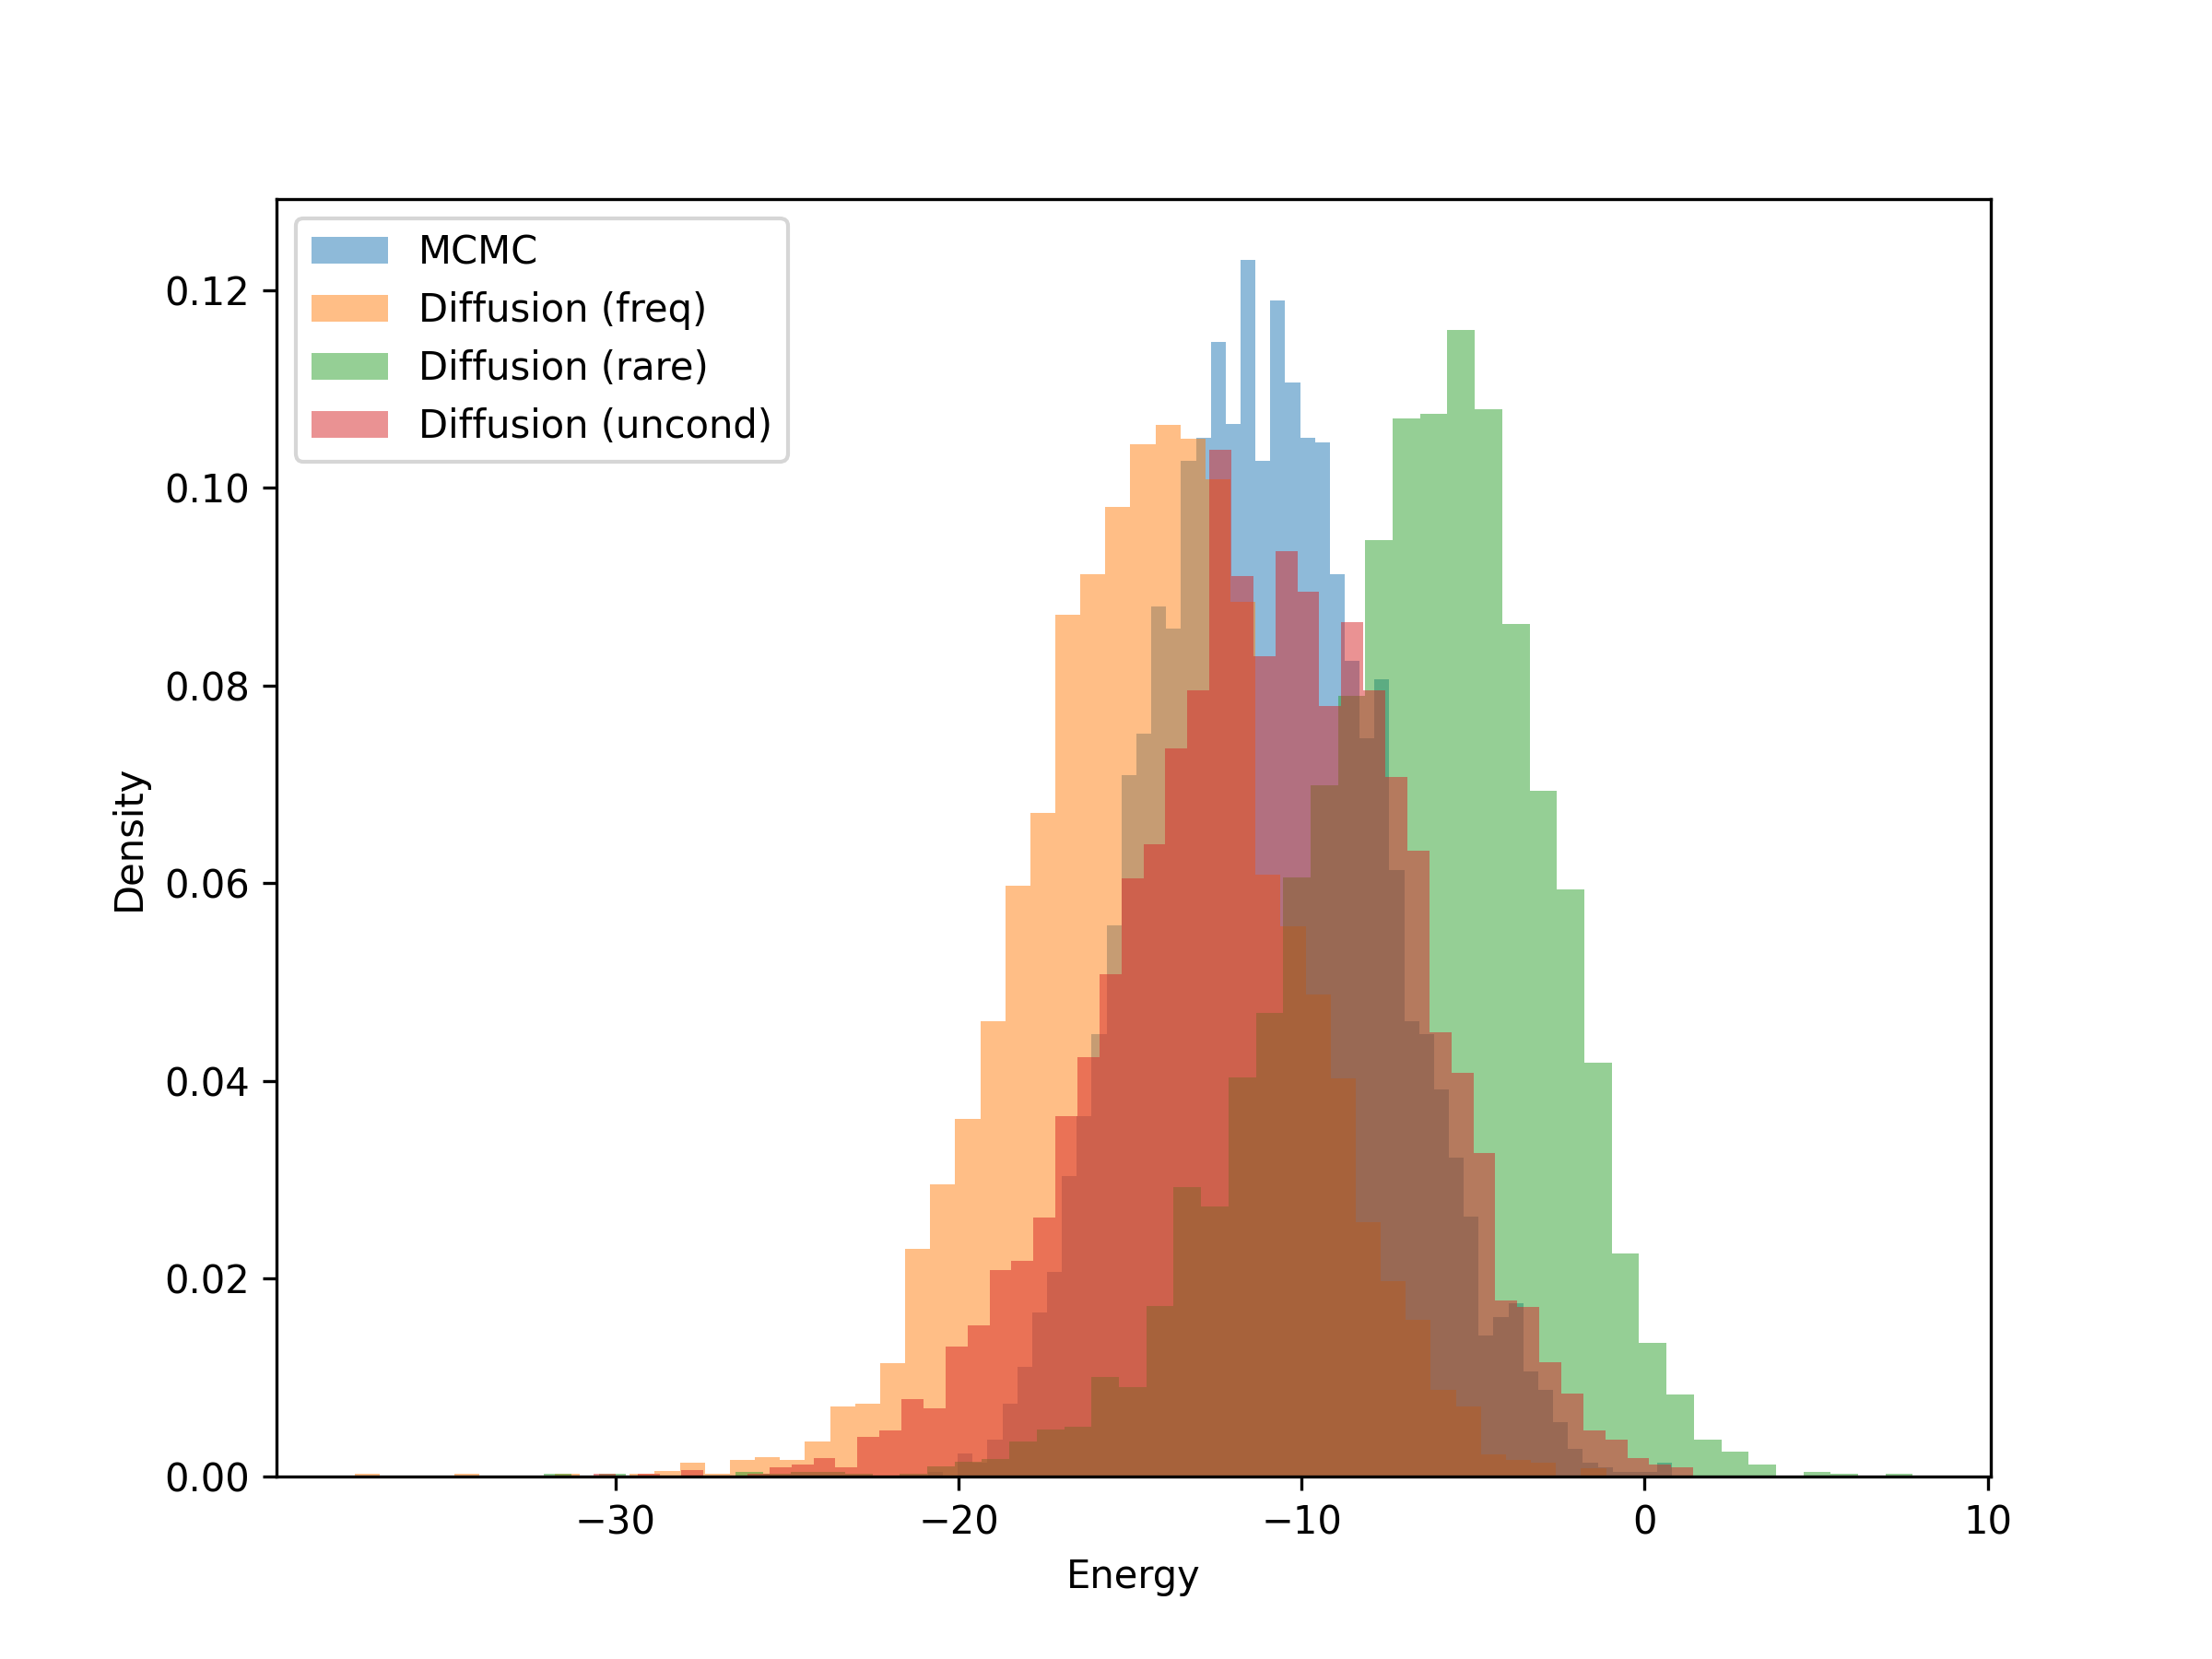 MCMC
Diffusion (freq)
Diffusion (rare)
Diffusion (uncond)
0.12
0.10
0.08
0.06
0.04
0.02
0.00
Density
−30
−20
−10
0
10
Energy